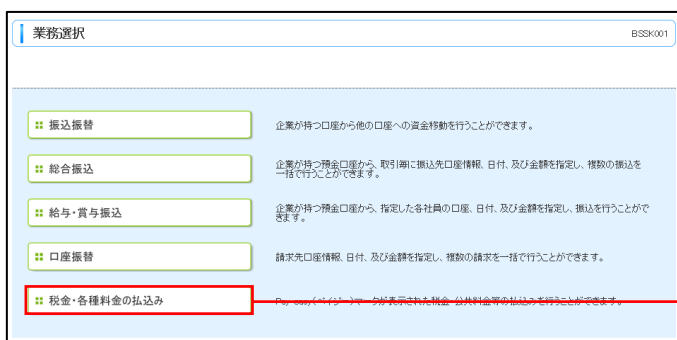 業務選択
BSSK001
振込振替
企業が持つ口座から他の口座への資金移動を行うことができます。
総合振込
企業が持つ預金口座から、取引毎に振込先口座情報、日付、及び金額を指定し、複数の振込を
一括で行うことができます。
給与・賞与振込
企業が持つ預金口座から、指定した各社員の口座、日付、及び金額を指定し、振込を行うことがで
きます。
口座振替
請求先口座情報、日付、及び金額を指定し、複数の請求を一括で行うことができます。
税金・各種料金の払込み
Pay-easy(ペイジー)マークが表示された税金・公共料金等の払込みを行うことができます。